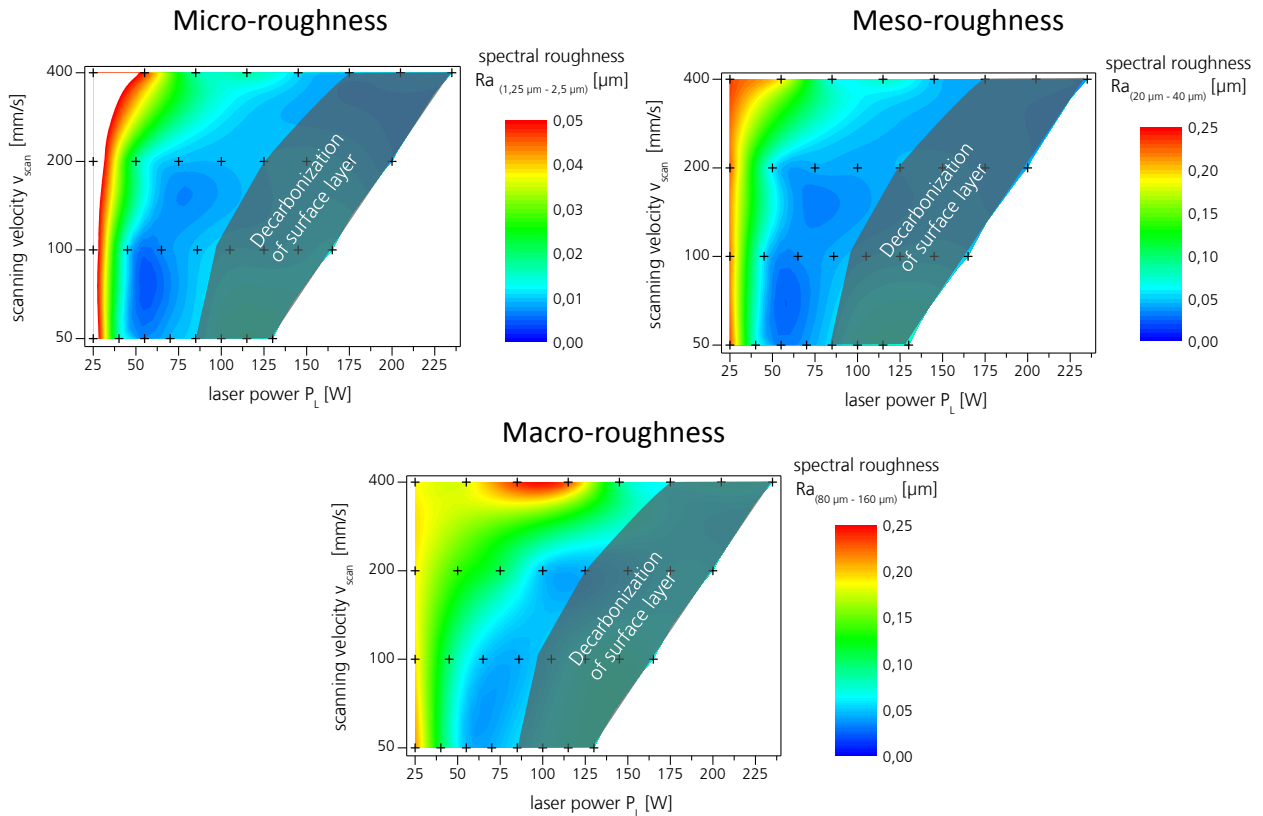 Micro-roughness
spectral roughness
Ra (1,25 µm - 2,5 µm) [µm]
scanning velocity v_scan [mm/s]
400
200
100
50
25 50 75 100 125 150 175 200 225
laser power P_L [W]
Decarbonization
of surface layer
0,05
0,04
0,03
0,02
0,01
0,00
Meso-roughness
spectral roughness
Ra (20 µm - 40 µm) [µm]
scanning velocity v_scan [mm/s]
400
200
100
50
25 50 75 100 125 150 175 200 225
laser power P_L [W]
Decarbonization
of surface layer
0,25
0,20
0,15
0,10
0,05
0,00
Macro-roughness
spectral roughness
Ra (80 µm - 160 µm) [µm]
scanning velocity v_scan [mm/s]
400
200
100
50
25 50 75 100 125 150 175 200 225
laser power P_L [W]
Decarbonization
of surface layer
0,25
0,20
0,15
0,10
0,05
0,00